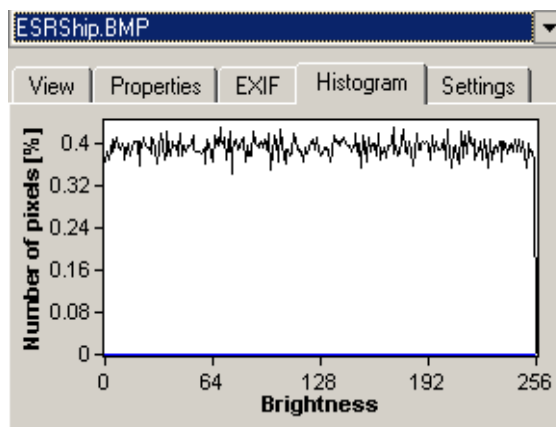 ESRShip.BMP
View Properties EXIF Histogram Settings
Number of pixels [%]
0.4
0.32
0.24
0.16
0.08
0
0 64 128 192 256
Brightness